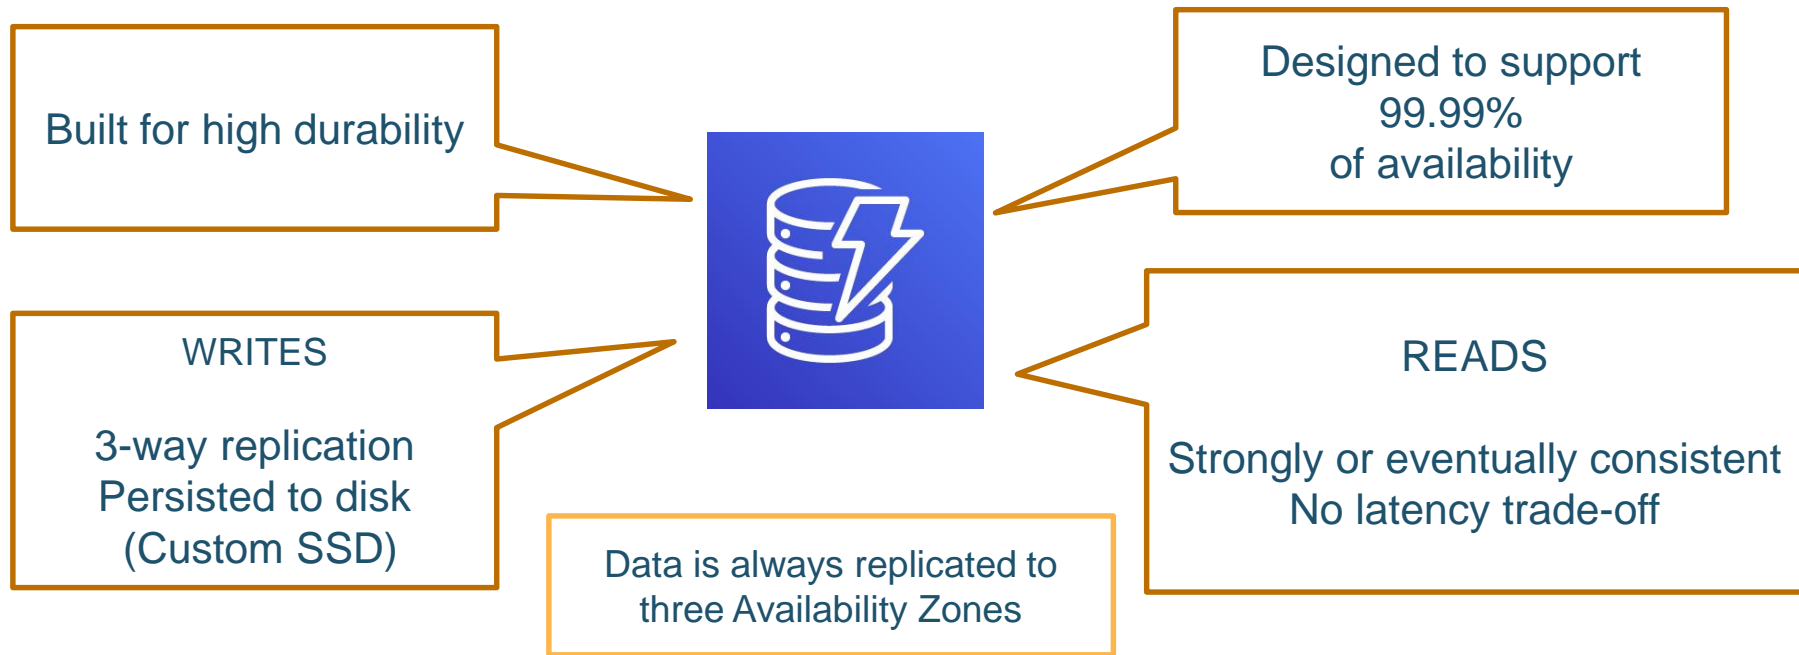 Built for high durability
Designed to support
99.99%
of availability
WRITES
3-way replication
Persisted to disk
(Custom SSD)
READS
Strongly or eventually consistent
No latency trade-off
Data is always replicated to
three Availability Zones